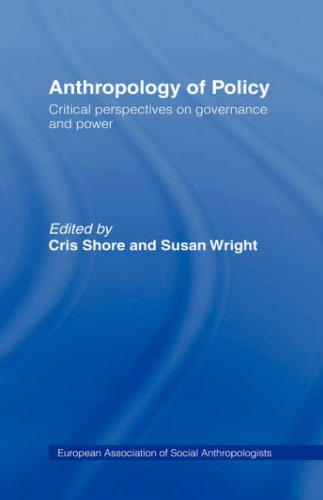 Anthropology of Policy
Critical perspectives on governance
and power
Edited by
Cris Shore and Susan Wright
European Association of Social Anthropologists